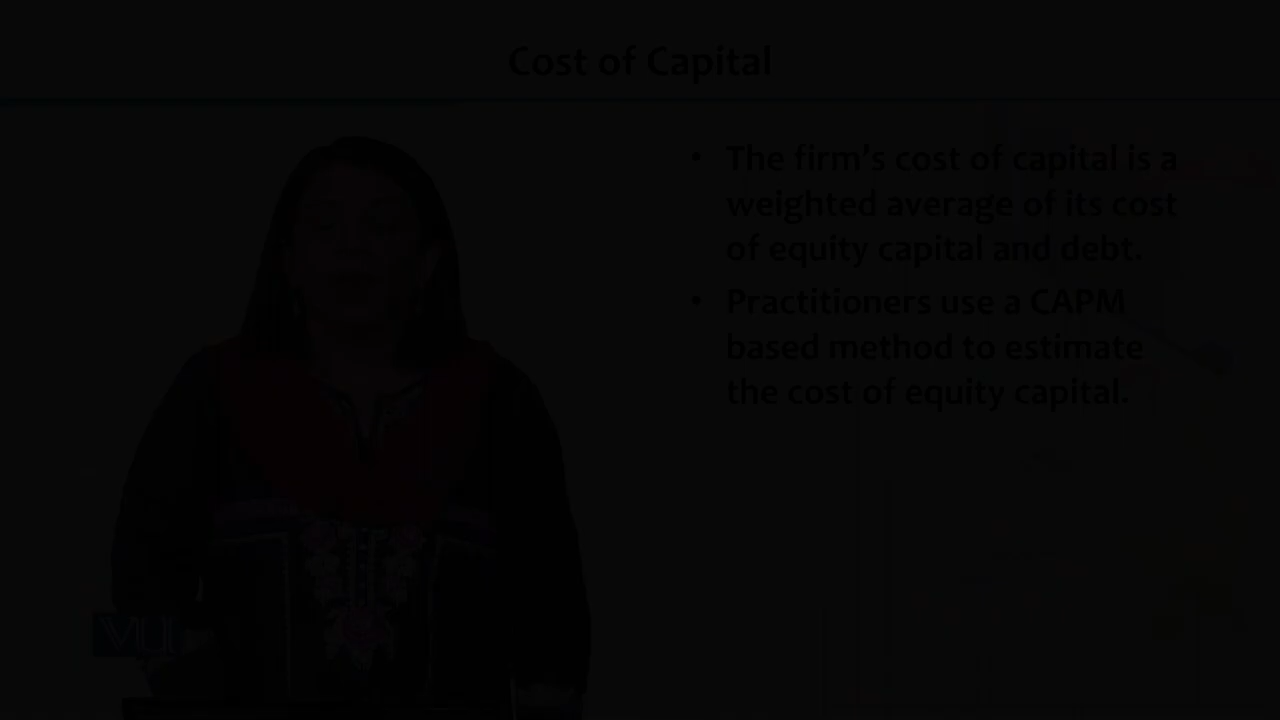 Cost of Capital
• The firm's cost of capital is a
weighted average of its cost
of equity capital and debt.
• Practitioners use a CAPM
based method to estimate
the cost of equity capital.
VU